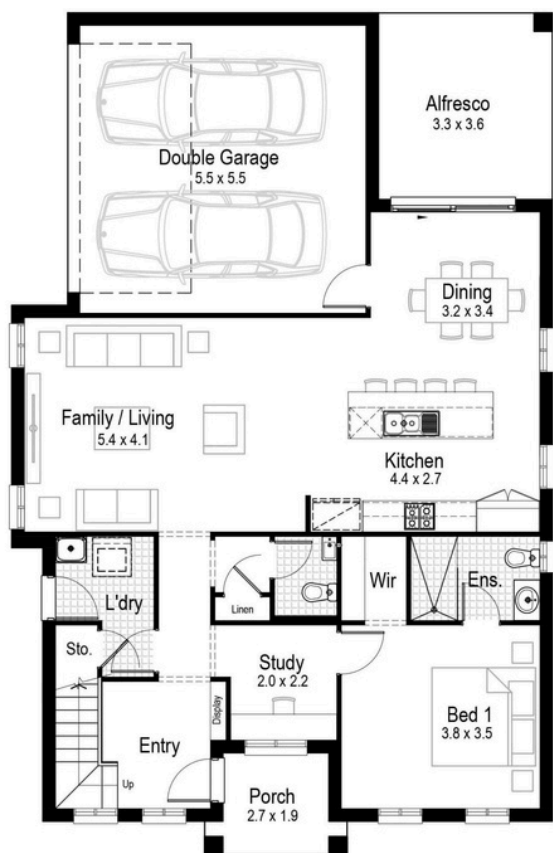 Alfresco
3.3 x 3.6
Double Garage
5.5 x 5.5
Dining
3.2 x 3.4
Family / Living
5.4 x 4.1
Kitchen
4.4 x 2.7
L'dry
Linen
Wir
Ens.
Sto.
Study
2.0 x 2.2
Display
Bed 1
3.8 x 3.5
Entry
Up
Porch
2.7 x 1.9